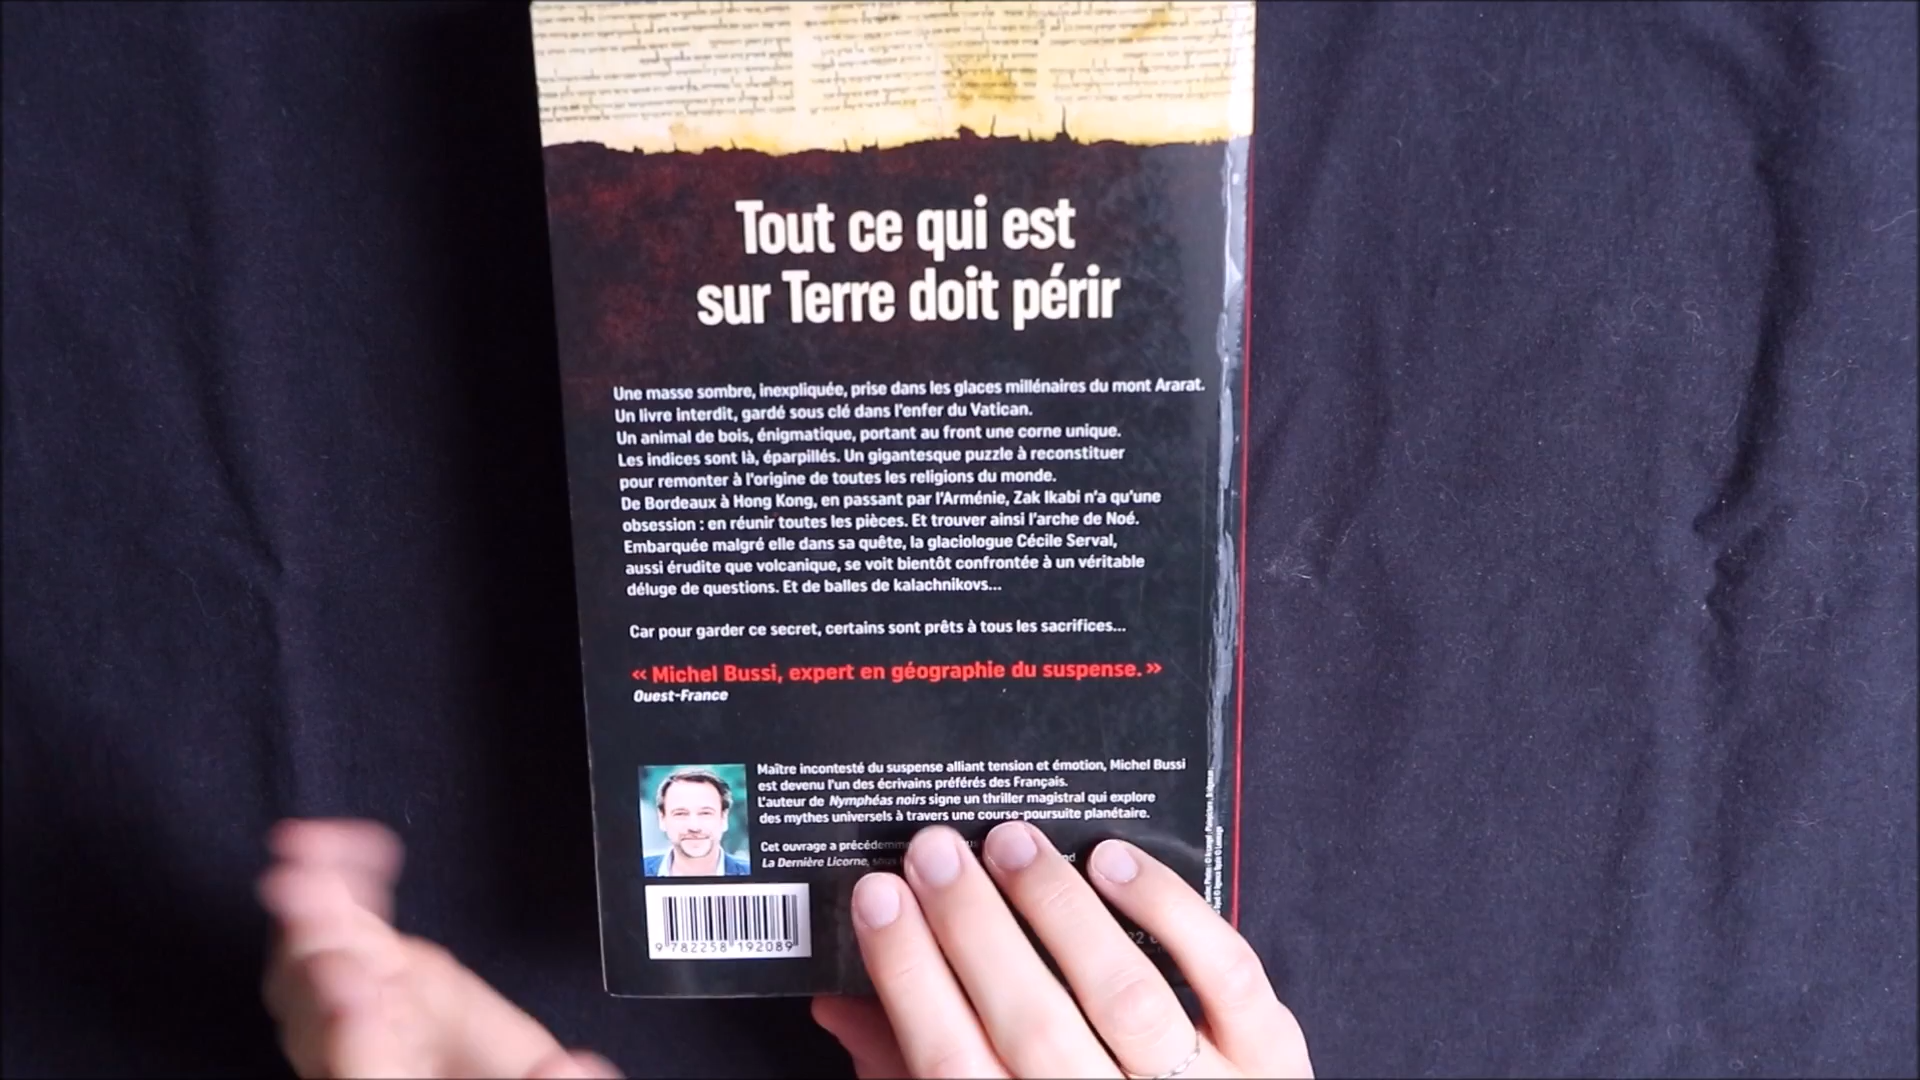 Tout ce qui est
sur Terre doit périr
Une masse sombre, inexpliquée, prise dans les glaces millénaires du mont Ararat.
Un livre interdit, gardé sous clé dans l'enfer du Vatican.
Un animal de bois, énigmatique, portant au front une corne unique.
Les indices sont là, éparpillés. Un gigantesque puzzle à reconstituer
pour remonter à l'origine de toutes les religions du monde.
De Bordeaux à Hong Kong, en passant par l'Arménie, Zak Ikabi n'a qu'une
obsession : en réunir toutes les pièces. Et trouver ainsi l'arche de Noé.
Embarquée malgré elle dans sa quête, la glaciologue Cécile Serval,
aussi érudite que volcanique, se voit bientôt confrontée à un véritable
déluge de questions. Et de balles de kalachnikovs...
Car pour garder ce secret, certains sont prêts à tous les sacrifices...
« Michel Bussi, expert en géographie du suspense. »
Ouest-France
Maître incontesté du suspense alliant tension et émotion, Michel Bussi
est devenu l'un des écrivains préférés des Français.
L'auteur de Nymphéas noirs signe un thriller magistral qui explore
des mythes universels à travers une course-poursuite planétaire.
Cet ouvrage a
La Dernière Licorne,
9 782258 192089